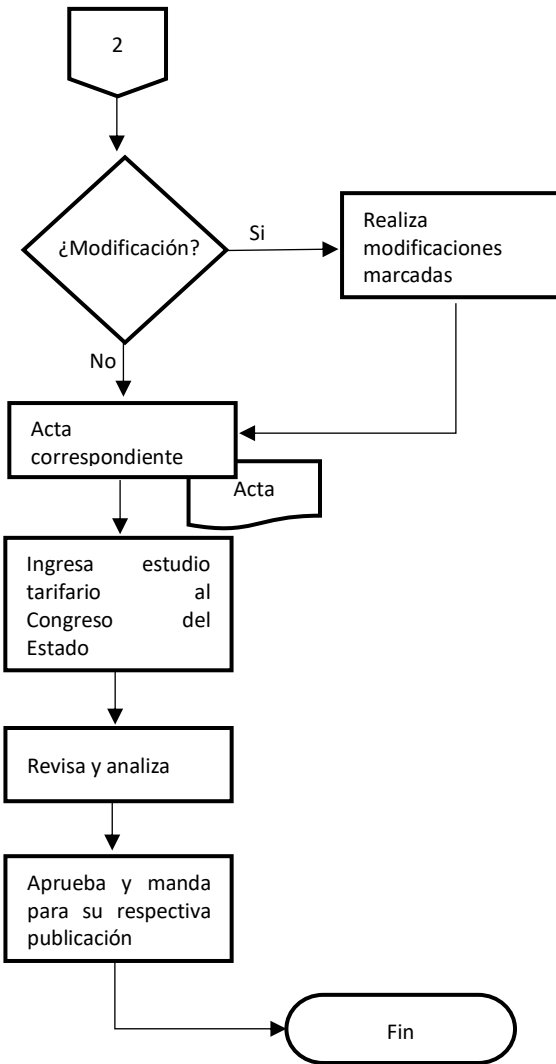 2
¿Modificación?
Si
Realiza
modificaciones
marcadas
No
Acta
correspondiente
Acta
Ingresa estudio
tarifario al
Congreso del
Estado
Revisa y analiza
Aprueba y manda
para su respectiva
publicación
Fin